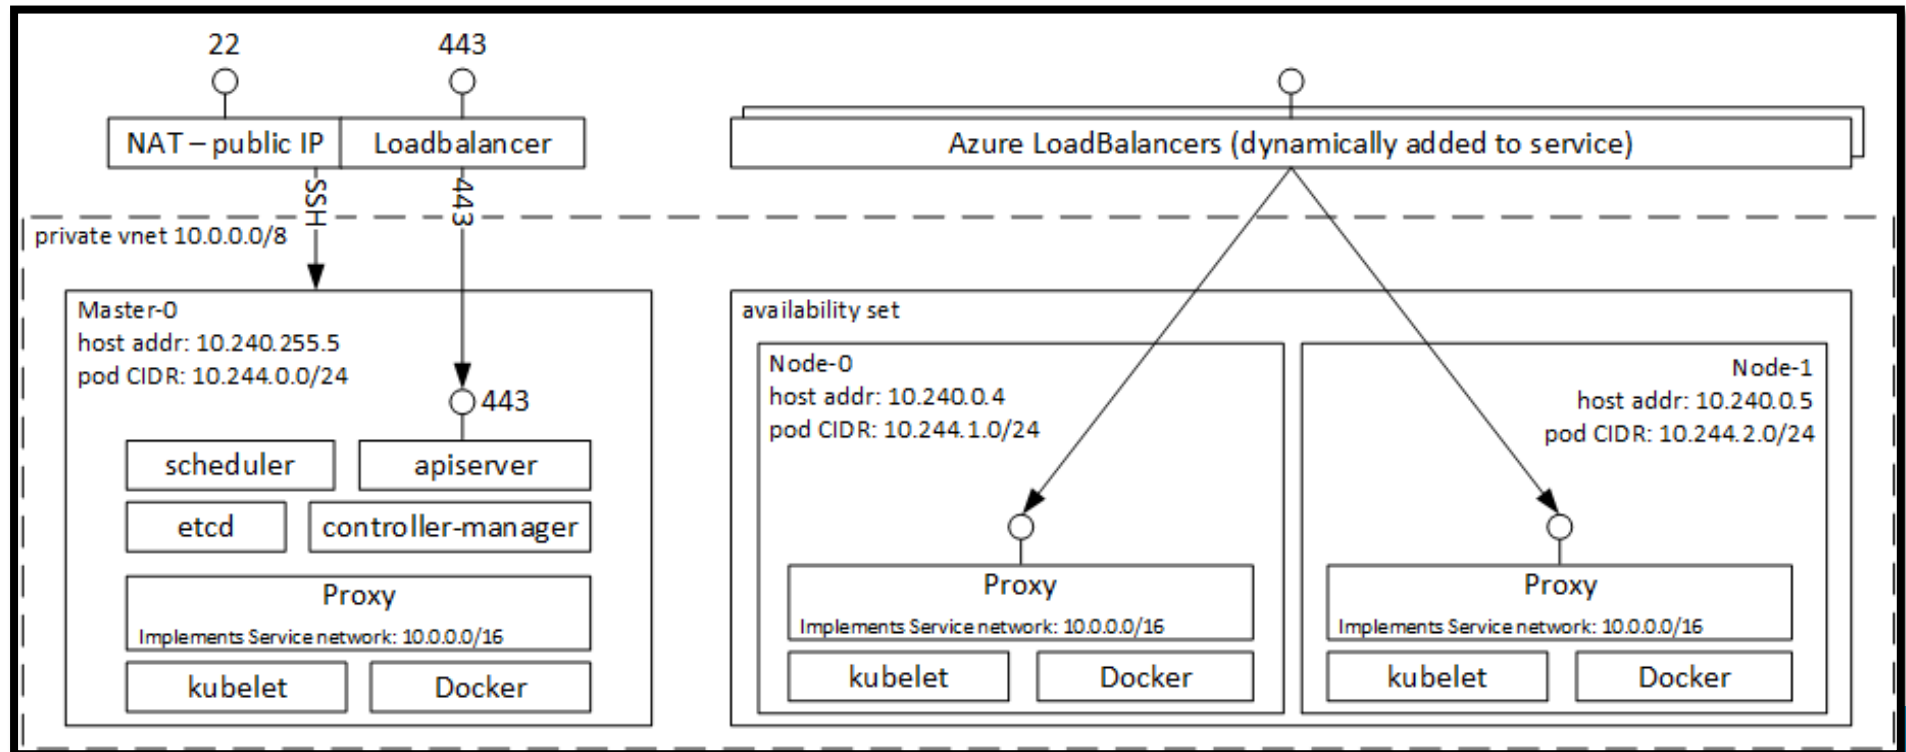 22
443
NAT – public IP
Loadbalancer
Azure LoadBalancers (dynamically added to service)
SSH
443
private vnet 10.0.0.0/8
Master-0
host addr: 10.240.255.5
pod CIDR: 10.244.0.0/24
443
scheduler
apiserver
etcd
controller-manager
Proxy
Implements Service network: 10.0.0.0/16
kubelet
Docker
availability set
Node-0
host addr: 10.240.0.4
pod CIDR: 10.244.1.0/24
Proxy
Implements Service network: 10.0.0.0/16
kubelet
Docker
Node-1
host addr: 10.240.0.5
pod CIDR: 10.244.2.0/24
Proxy
Implements Service network: 10.0.0.0/16
kubelet
Docker